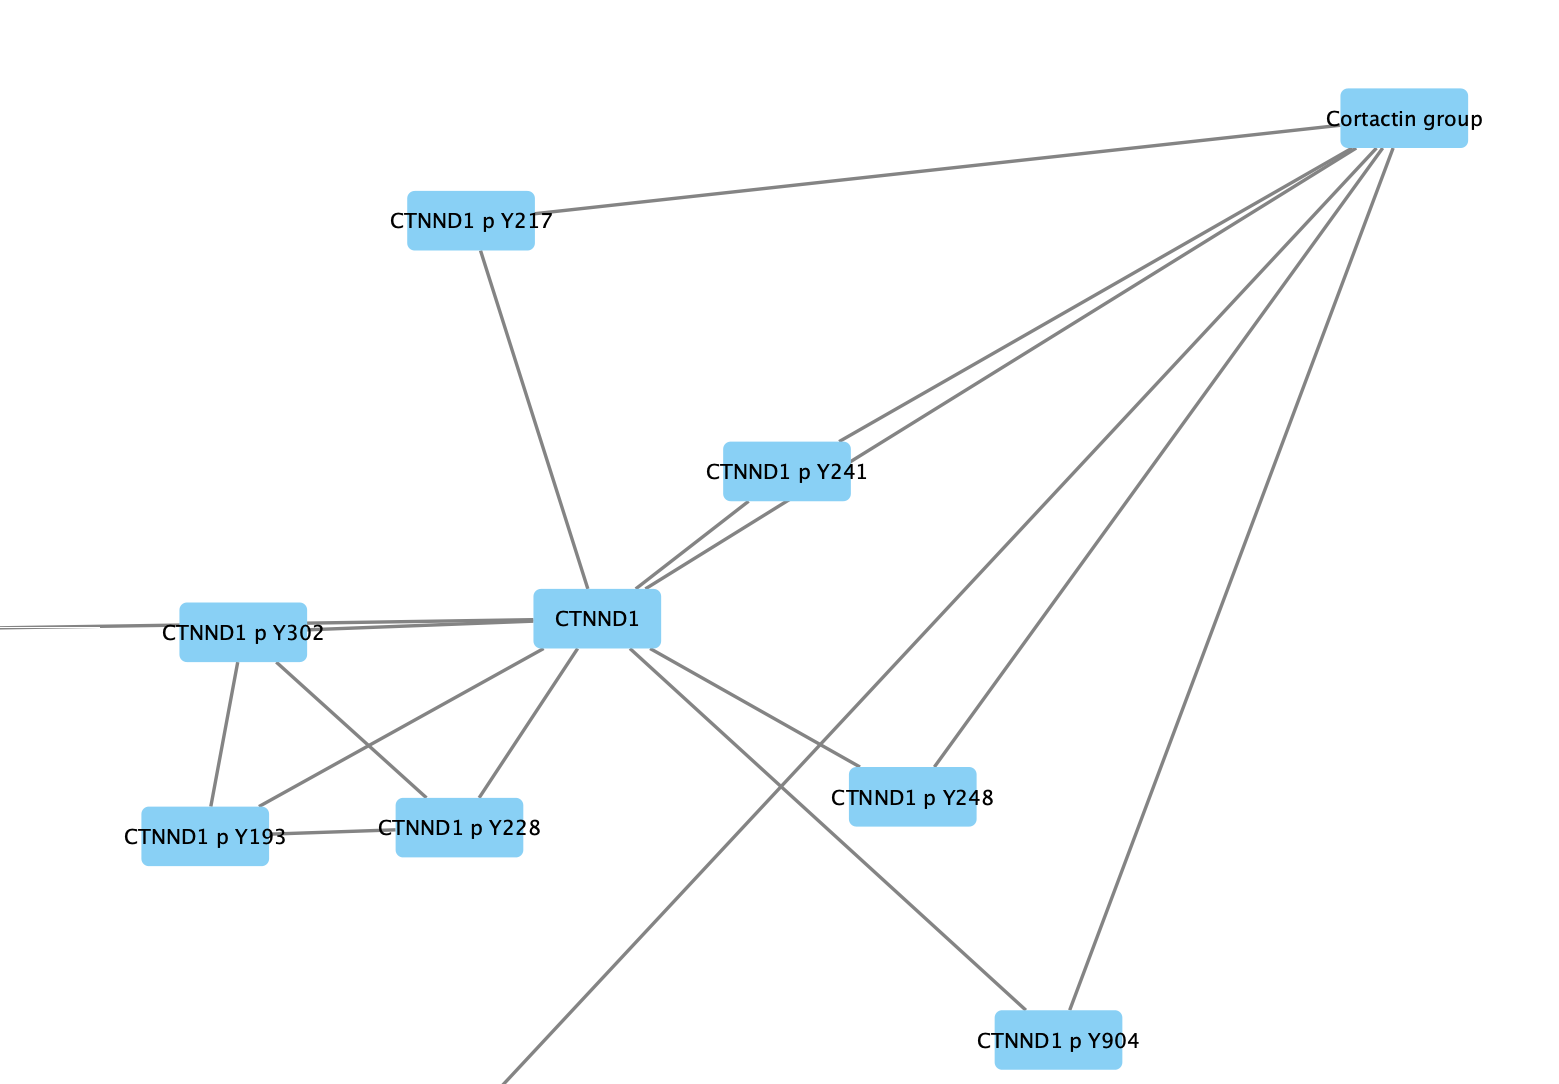 Cortactin group
CTNND1 p Y217
CTNND1 p Y241
CTNND1
CTNND1 p Y302
CTNND1 p Y248
CTNND1 p Y228
CTNND1 p Y193
CTNND1 p Y904